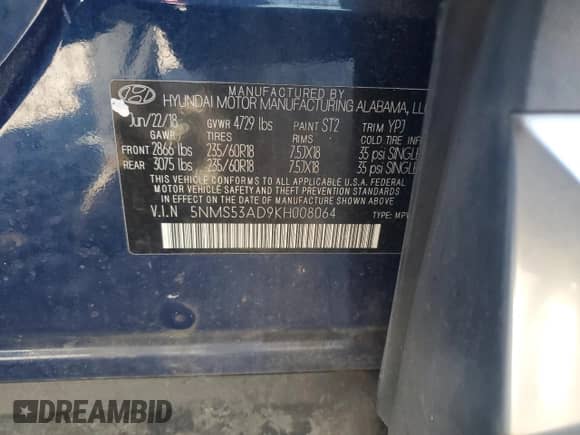 MANUFACTURED BY
HYUNDAI MOTOR MANUFACTURING ALABAMA, LLC
Jun/22/18 GVWR 4729 lbs PAINT ST2 TRIM YPJ
GAWR TIRES RIMS COLD TIRE INF
FRONT 2866 lbs 235/60R18 7.5JX18 35 psi SINGLE
REAR 3075 lbs 235/60R18 7.5JX18 35 psi SINGLE
THIS VEHICLE CONFORMS TO ALL APPLICABLE U.S.A. FEDERAL
MOTOR VEHICLE SAFETY AND THEFT PREVENTION STANDARDS
IN EFFECT ON THE DATE OF MANUFACTURE SHOWN ABOVE.
V.I.N 5NMS53AD9KH008064 TYPE: MPV
DREAMBID